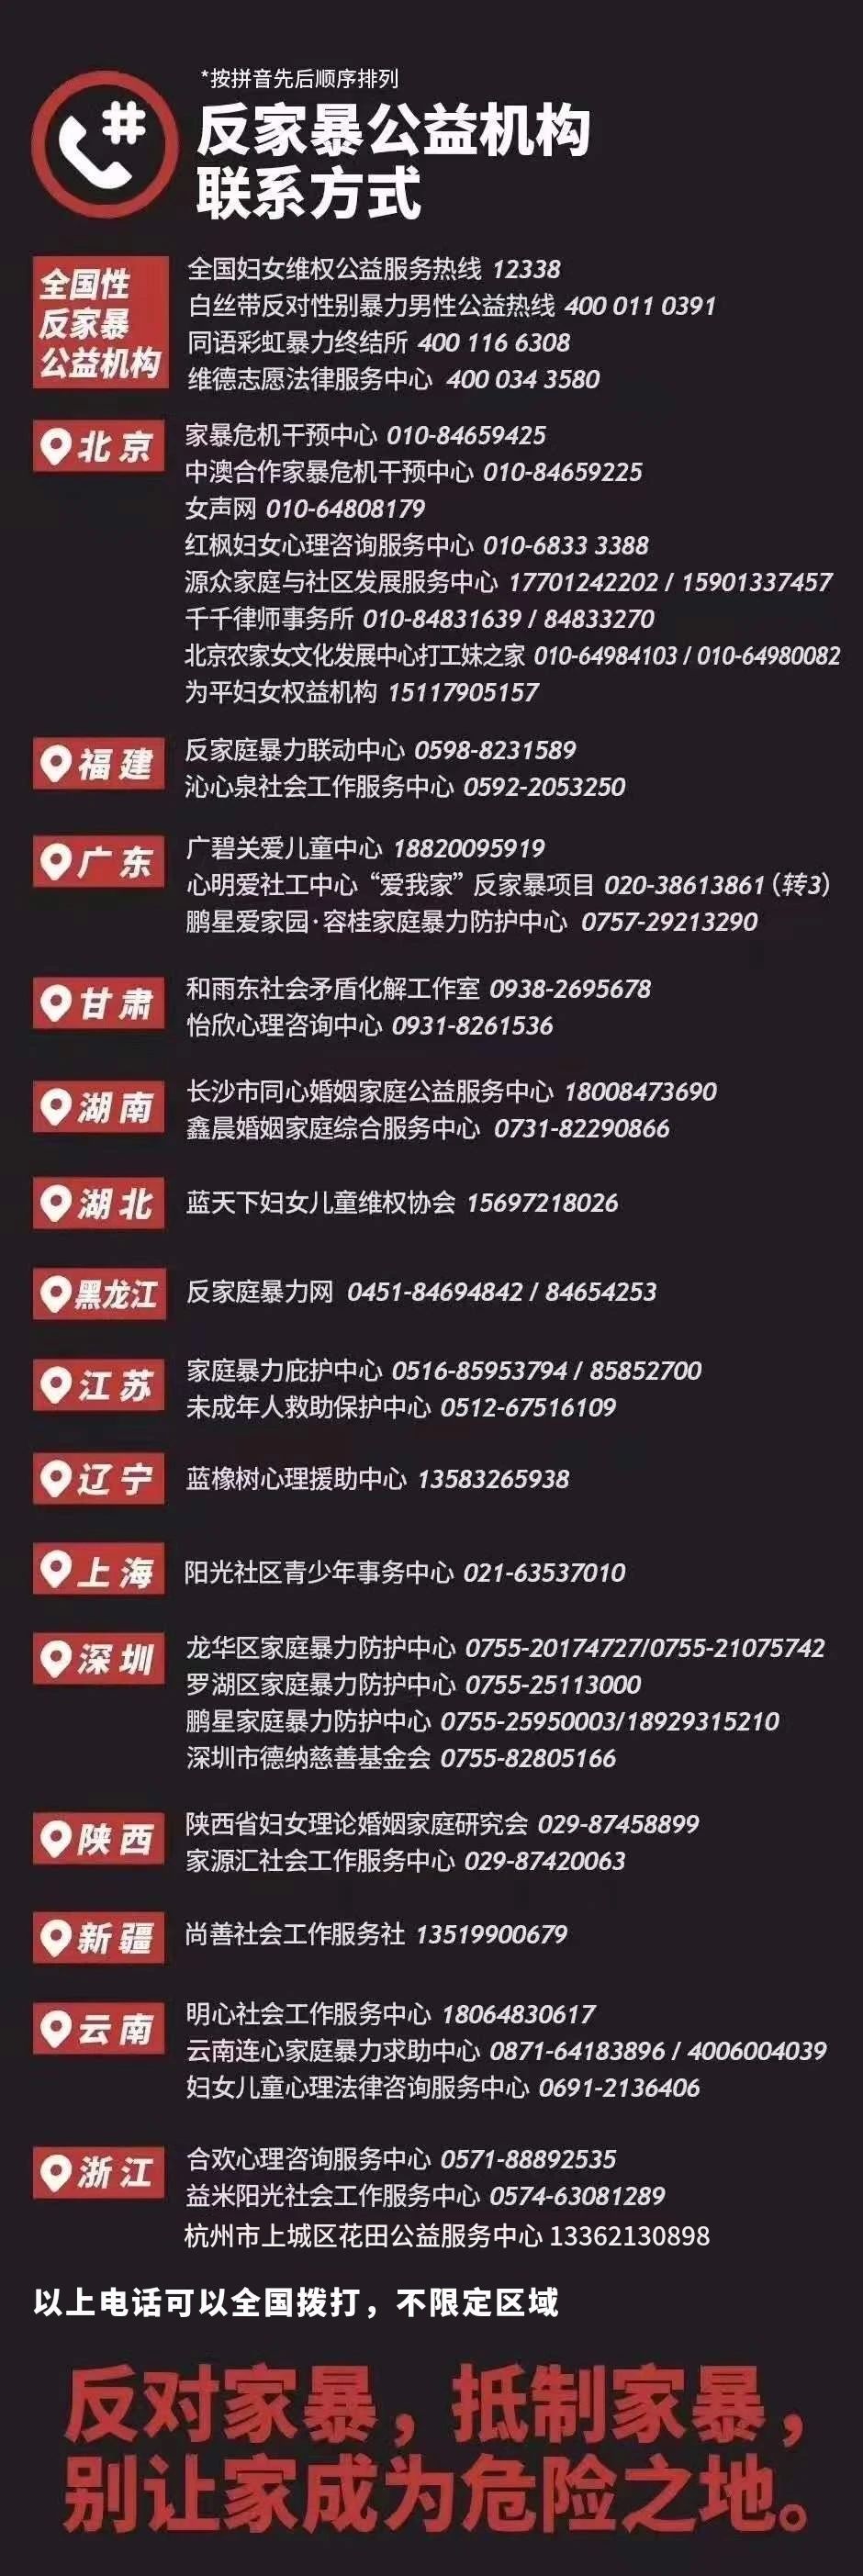 *按拼音先后顺序排列
反家暴公益机构
联系方式
全国性
反家暴
公益机构
全国妇女维权公益服务热线 12338
白丝带反对性别暴力男性公益热线 400 011 0391
同语彩虹暴力终结所 400 116 6308
维德志愿法律服务中心 400 034 3580
北京
家暴危机干预中心 010-84659425
中澳合作家暴危机干预中心 010-84659225
女声网 010-64808179
红枫妇女心理咨询服务中心 010-6833 3388
源众家庭与社区发展服务中心 17701242202 / 15901337457
千千律师事务所 010-84831639 / 84833270
北京农家女文化发展中心打工妹之家 010-64984103 / 010-64980082
为平妇女权益机构 15117905157
福建
反家庭暴力联动中心 0598-8231589
沁心泉社会工作服务中心 0592-2053250
广东
广碧关爱儿童中心 18820095919
心明爱社工中心“爱我家”反家暴项目 020-38613861（转3）
鹏星爱家园·容桂家庭暴力防护中心 0757-29213290
甘肃
和雨东社会矛盾化解工作室 0938-2695678
怡欣心理咨询中心 0931-8261536
湖南
长沙市同心婚姻家庭公益服务中心 18008473690
鑫晨婚姻家庭综合服务中心 0731-82290866
湖北
蓝天下妇女儿童维权协会 15697218026
黑龙江
反家庭暴力网 0451-84694842 / 84654253
江苏
家庭暴力庇护中心 0516-85953794 / 85852700
未成年人救助保护中心 0512-67516109
辽宁
蓝橡树心理援助中心 13583265938
上海
阳光社区青少年事务中心 021-63537010
深圳
龙华区家庭暴力防护中心 0755-20174727/0755-21075742
罗湖区家庭暴力防护中心 0755-25113000
鹏星家庭暴力防护中心 0755-25950003/18929315210
深圳市德纳慈善基金会 0755-82805166
陕西
陕西省妇女理论婚姻家庭研究会 029-87458899
家源汇社会工作服务中心 029-87420063
新疆
尚善社会工作服务社 13519900679
云南
明心社会工作服务中心 18064830617
云南连心家庭暴力求助中心 0871-64183896 / 4006004039
妇女儿童心理法律咨询服务中心 0691-2136406
浙江
合欢心理咨询服务中心 0571-88892535
益米阳光社会工作服务中心 0574-63081289
杭州市上城区花田公益服务中心 13362130898
以上电话可以全国拨打，不限定区域
反对家暴，抵制家暴，
别让家成为危险之地。